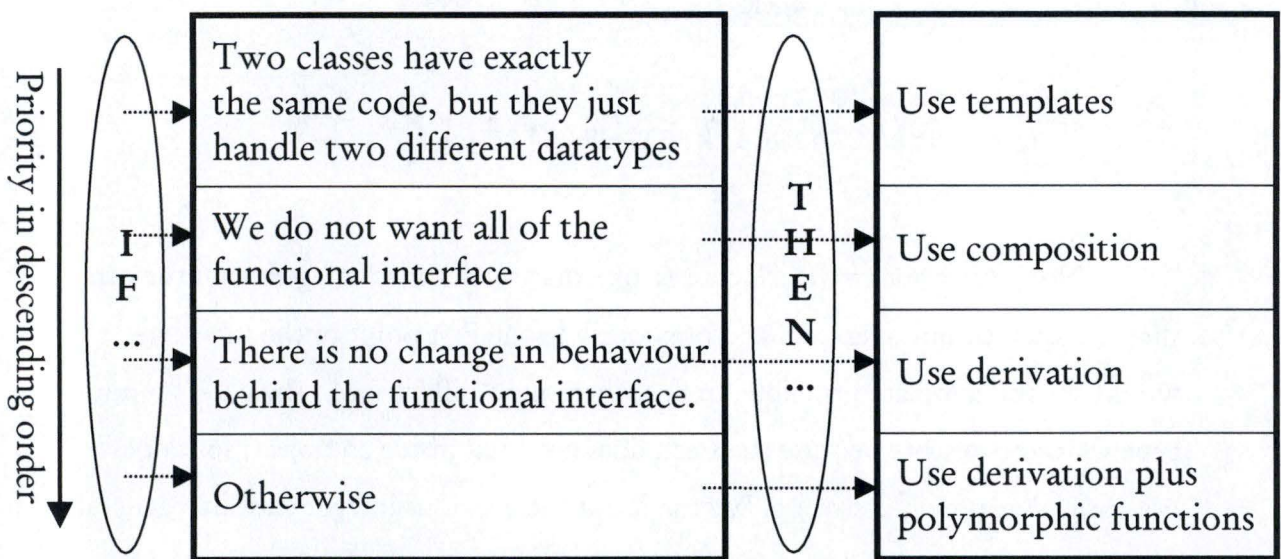 Priority in descending order
I
F
...
Two classes have exactly
the same code, but they just
handle two different datatypes
We do not want all of the
functional interface
There is no change in behaviour
behind the functional interface.
Otherwise
T
H
E
N
...
Use templates
Use composition
Use derivation
Use derivation plus
polymorphic functions